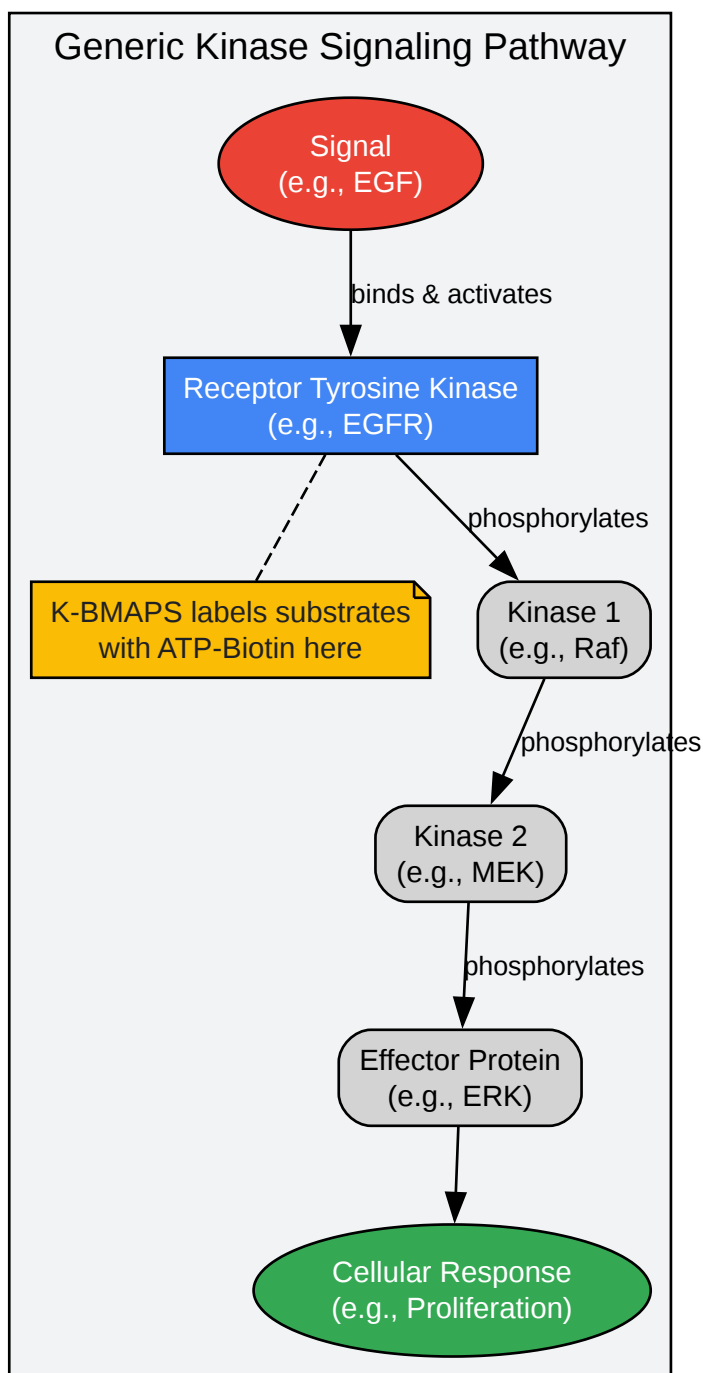 Generic Kinase Signaling Pathway
Signal
(e.g., EGF)
binds & activates
Receptor Tyrosine Kinase
(e.g., EGFR)
phosphorylates
K-BMAPS labels substrates
with ATP-Biotin here
Kinase 1
(e.g., Raf)
phosphorylates
Kinase 2
(e.g., MEK)
phosphorylates
Effector Protein
(e.g., ERK)
Cellular Response
(e.g., Proliferation)